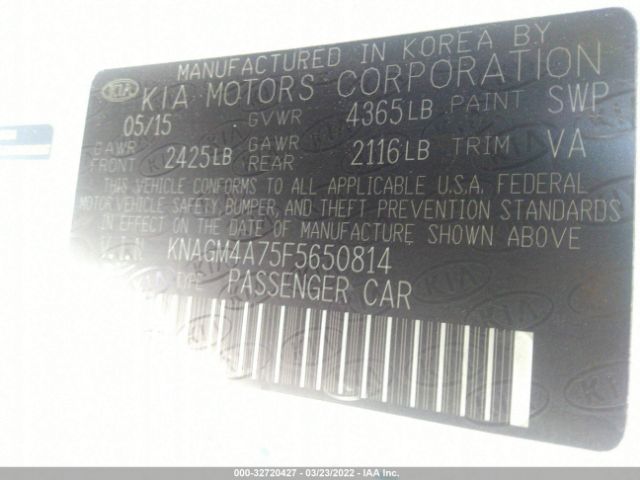 MANUFACTURED IN KOREA BY
KIA KIA MOTORS CORPORATION
05/15 GVWR 4365LB PAINT SWP
GAWR FRONT 2425LB GAWR REAR 2116LB TRIM VA
THIS VEHICLE CONFORMS TO ALL APPLICABLE U.S.A. FEDERAL
MOTOR VEHICLE SAFETY, BUMPER, AND THEFT PREVENTION STANDARDS
IN EFFECT ON THE DATE OF MANUFACTURE SHOWN ABOVE
V.I.N KNAGM4A75F5650814
TYPE PASSENGER CAR
000-32720427 - 03/23/2022 - IAA Inc.